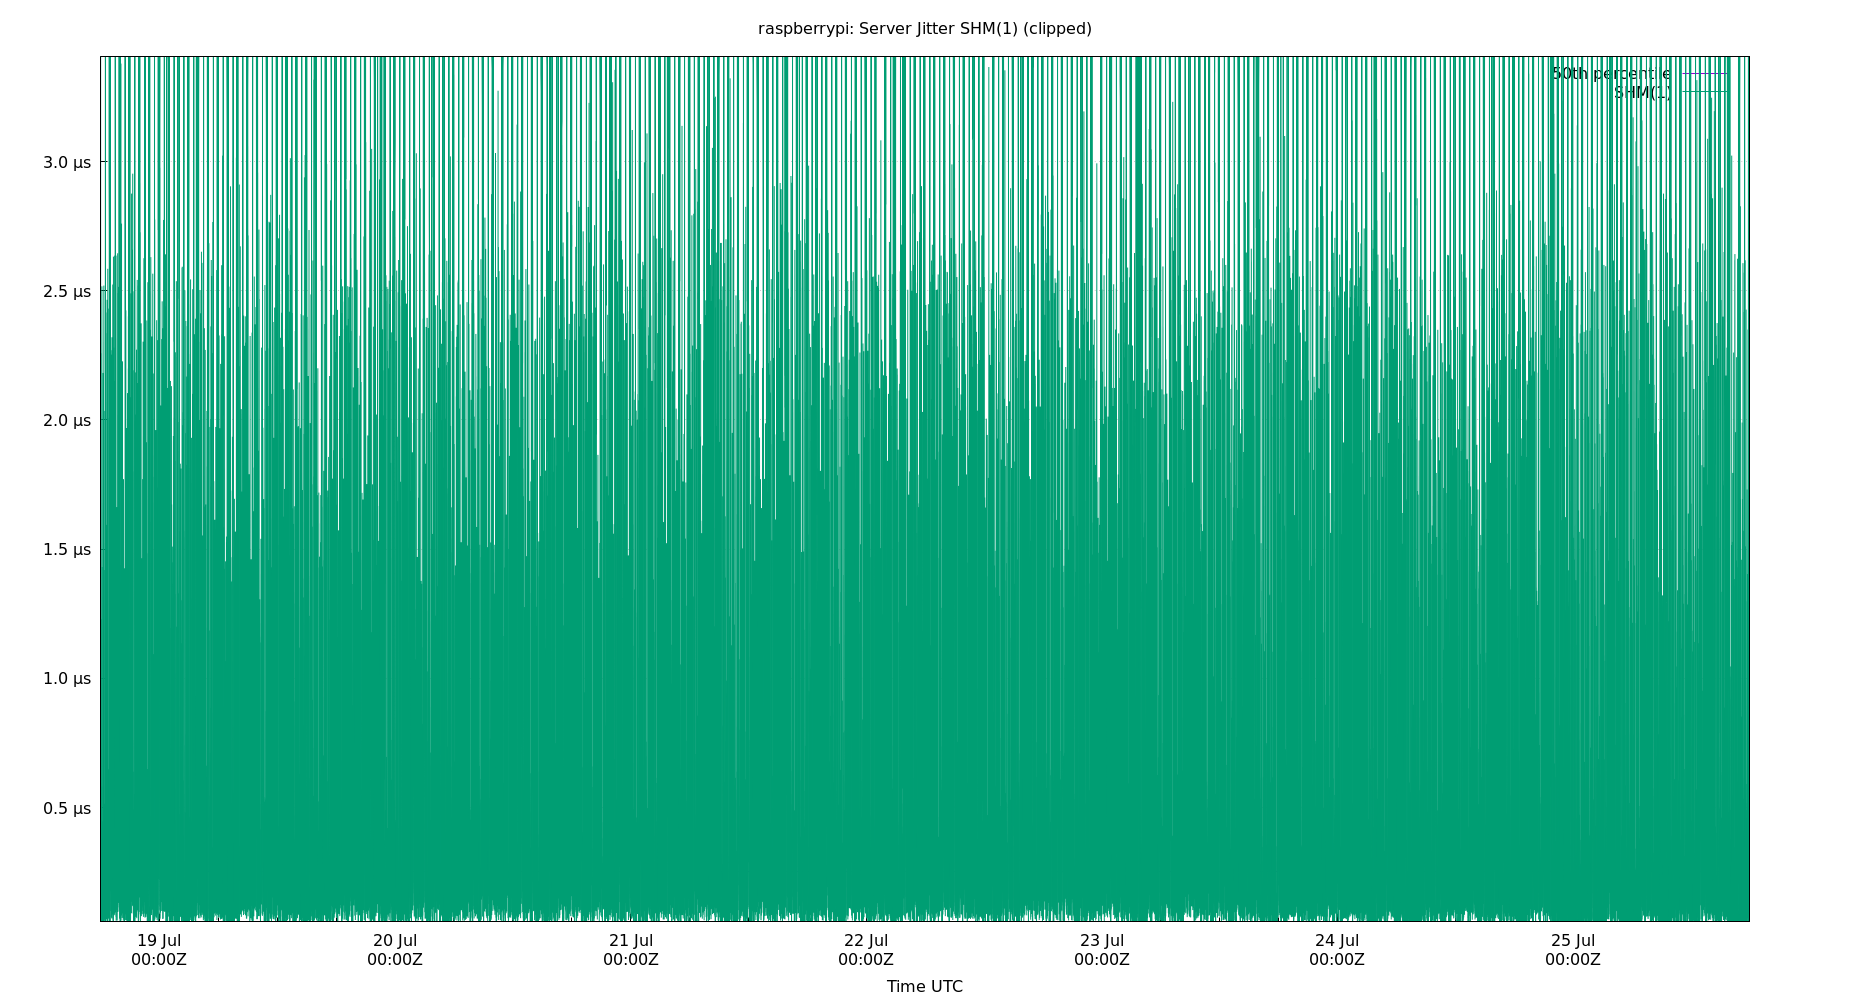 raspberrypi: Server Jitter SHM(1) (clipped)
50th percentile
SHM(1)
3.0 µs
2.5 µs
2.0 µs
1.5 µs
1.0 µs
0.5 µs
19 Jul 20 Jul 21 Jul 22 Jul 23 Jul 24 Jul 25 Jul
00:00Z 00:00Z 00:00Z 00:00Z 00:00Z 00:00Z 00:00Z
Time UTC